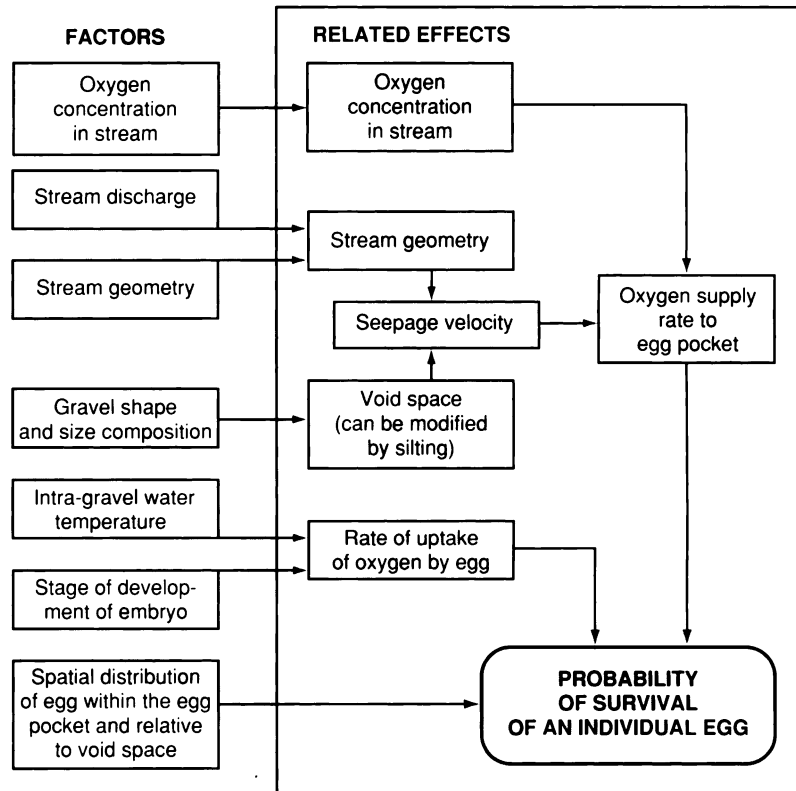 FACTORS
Oxygen
concentration
in stream
Stream discharge
Stream geometry
Gravel shape
and size composition
Intra-gravel water
temperature
Stage of develop-
ment of embryo
Spatial distribution
of egg within the egg
pocket and relative
to void space
RELATED EFFECTS
Oxygen
concentration
in stream
Stream geometry
Seepage velocity
Void space
(can be modified
by silting)
Rate of uptake
of oxygen by egg
Oxygen supply
rate to
egg pocket
PROBABILITY
OF SURVIVAL
OF AN INDIVIDUAL EGG